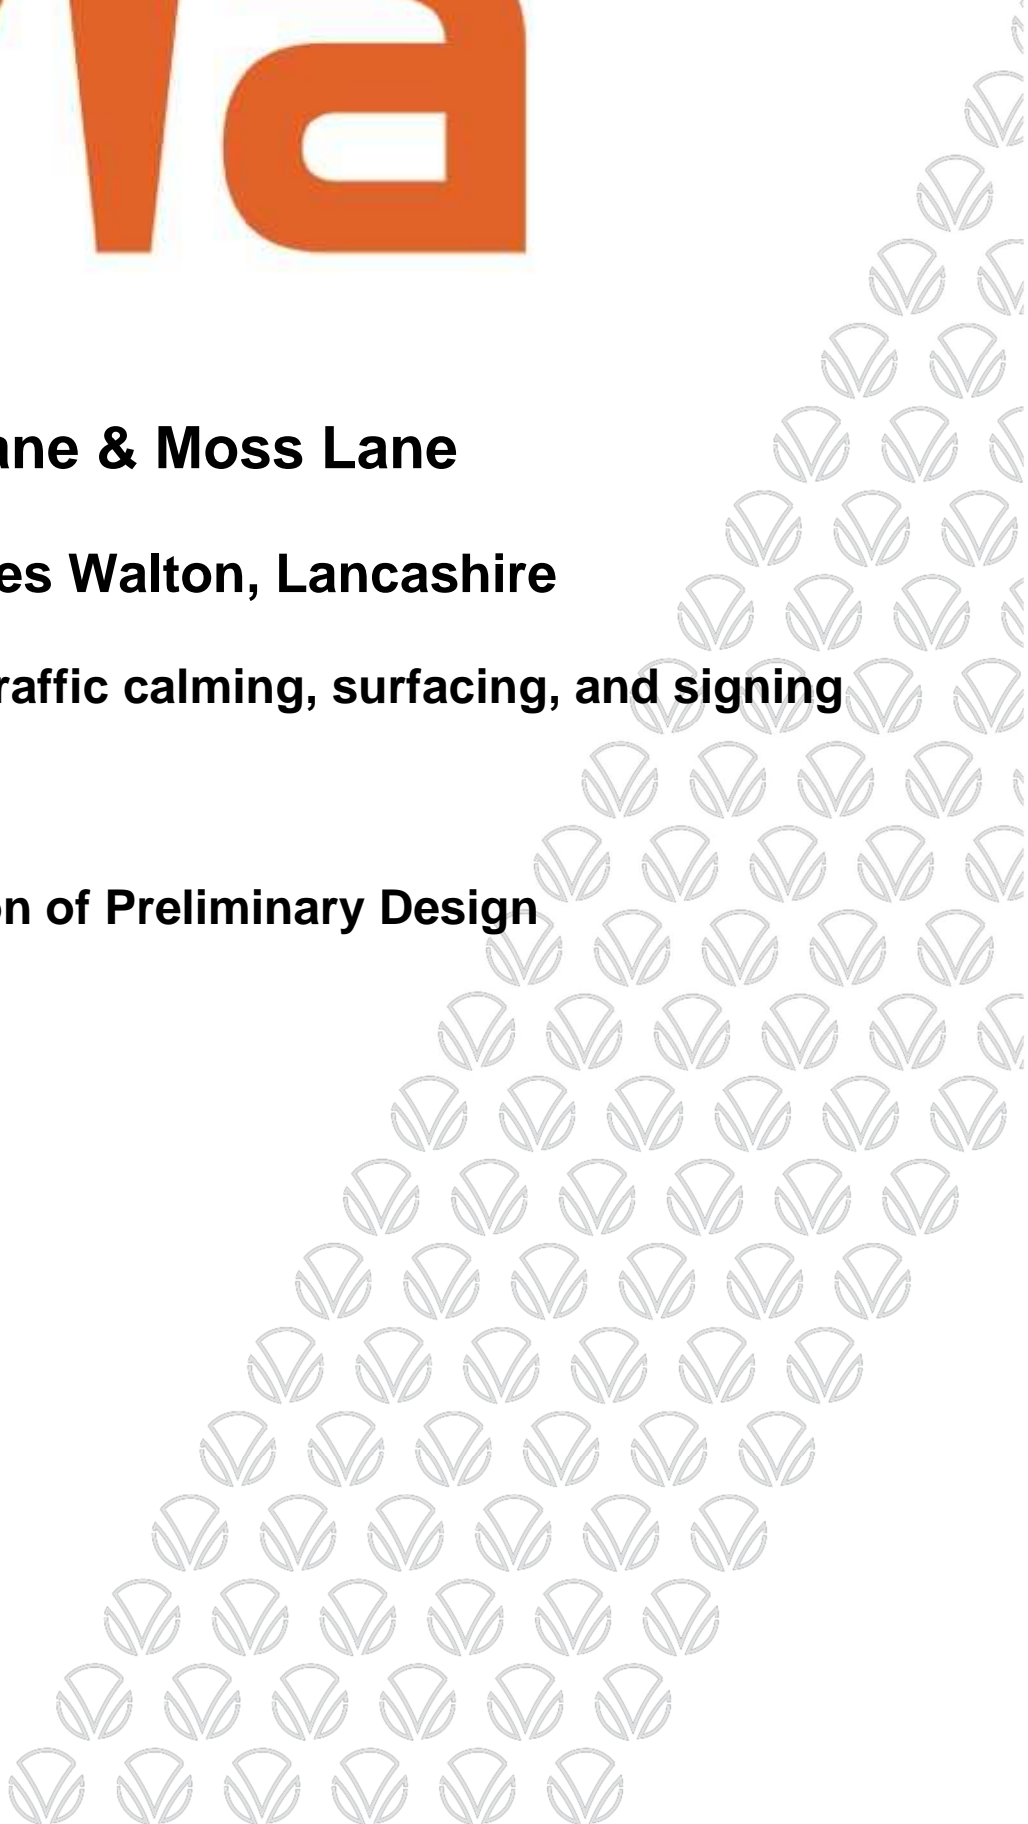 a
ane & Moss Lane
es Walton, Lancashire
raffic calming, surfacing, and signing
on of Preliminary Design